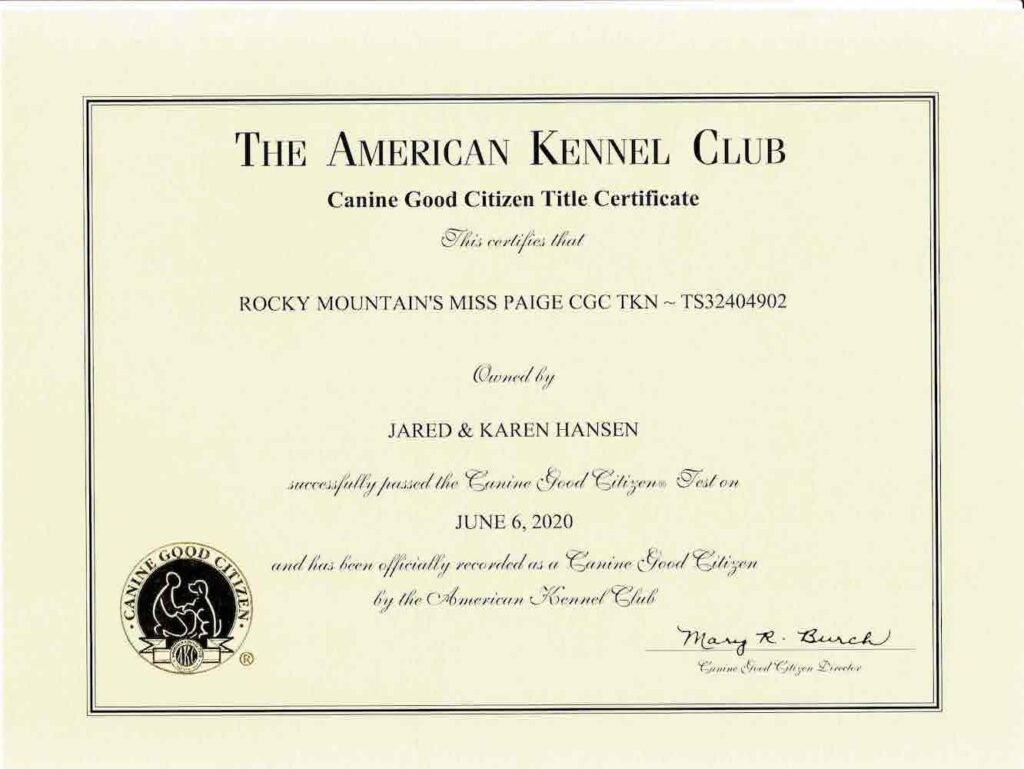 THE AMERICAN KENNEL CLUB
Canine Good Citizen Title Certificate
This certifies that
ROCKY MOUNTAIN'S MISS PAIGE CGC TKN ~ TS32404902
Owned by
JARED & KAREN HANSEN
successfully passed the Canine Good Citizen® Test on
JUNE 6, 2020
and has been officially recorded as a Canine Good Citizen
by the American Kennel Club
· CANINE GOOD CITIZEN ·
AKC
®
Mary R. Burch
Canine Good Citizen Director